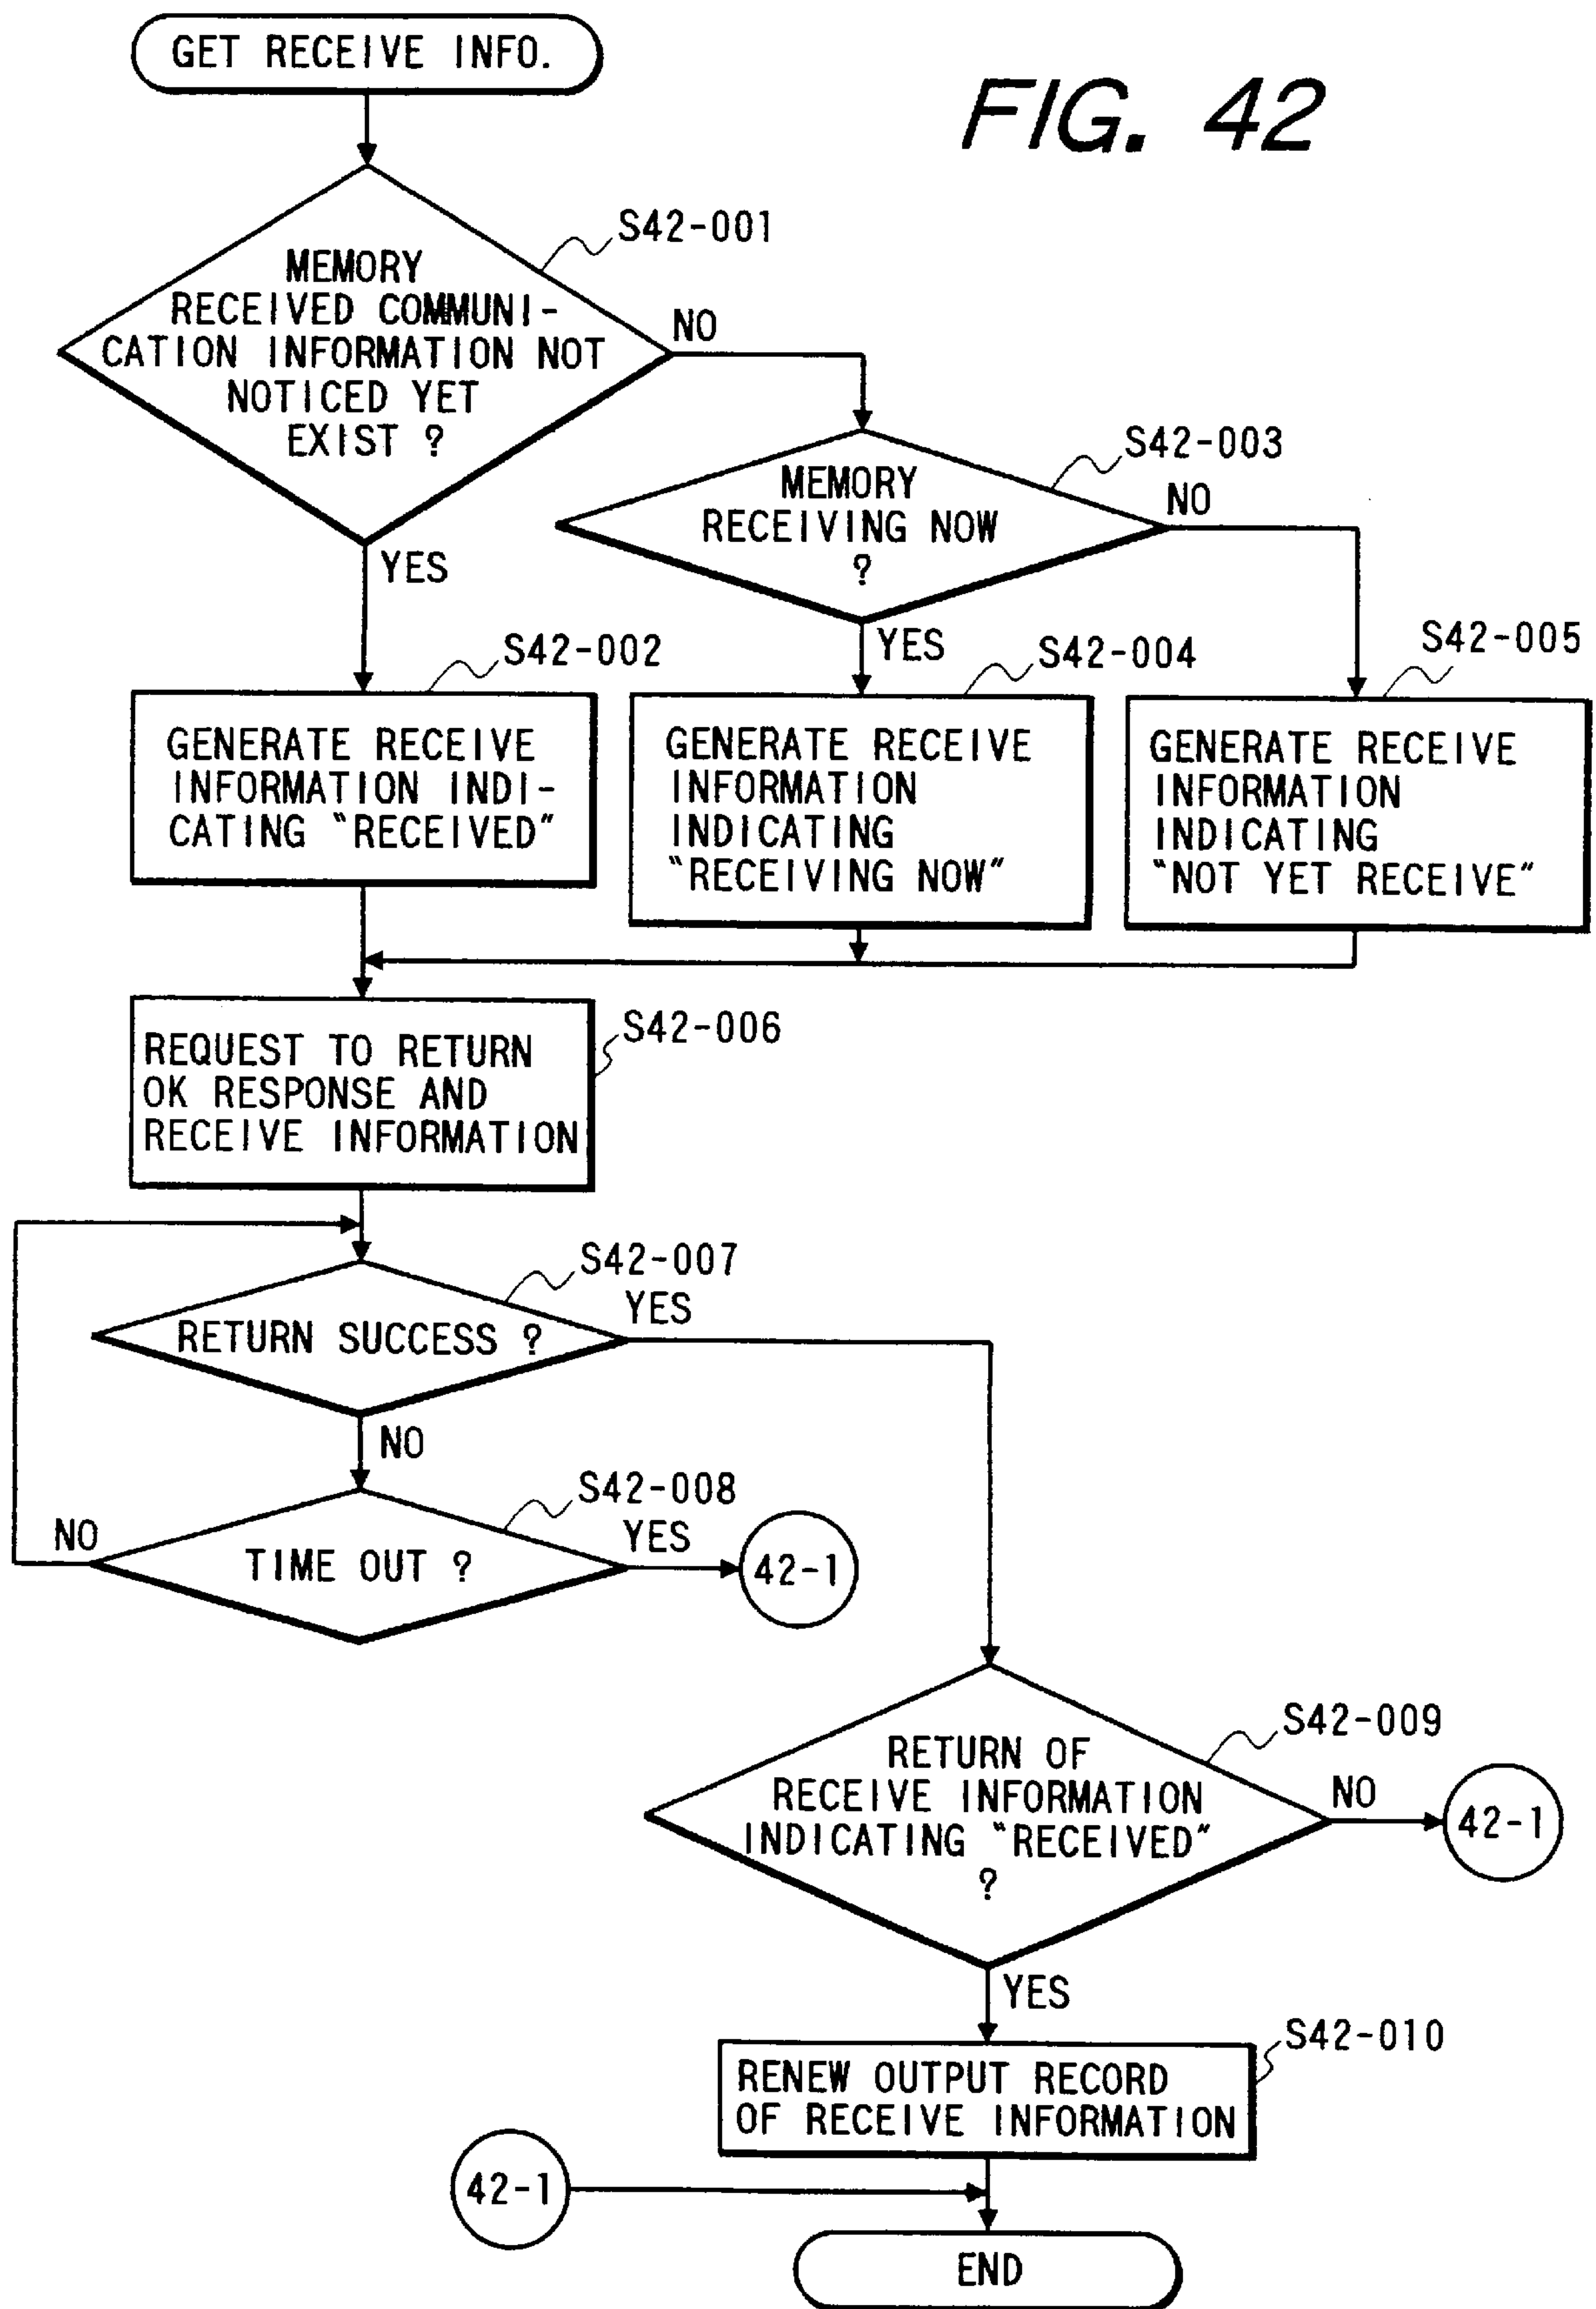 GET RECEIVE INFO.
FIG. 42
S42-001
MEMORY
RECEIVED COMMUNI-
CATION INFORMATION NOT
NOTICED YET
EXIST ?
NO
YES
S42-003
MEMORY
RECEIVING NOW
?
NO
YES
S42-002
GENERATE RECEIVE
INFORMATION INDI-
CATING "RECEIVED"
S42-004
GENERATE RECEIVE
INFORMATION
INDICATING
"RECEIVING NOW"
S42-005
GENERATE RECEIVE
INFORMATION
INDICATING
"NOT YET RECEIVE"
S42-006
REQUEST TO RETURN
OK RESPONSE AND
RECEIVE INFORMATION
S42-007
RETURN SUCCESS ?
YES
NO
S42-008
TIME OUT ?
NO
YES
42-1
S42-009
RETURN OF
RECEIVE INFORMATION
INDICATING "RECEIVED"
?
NO
42-1
YES
S42-010
RENEW OUTPUT RECORD
OF RECEIVE INFORMATION
42-1
END